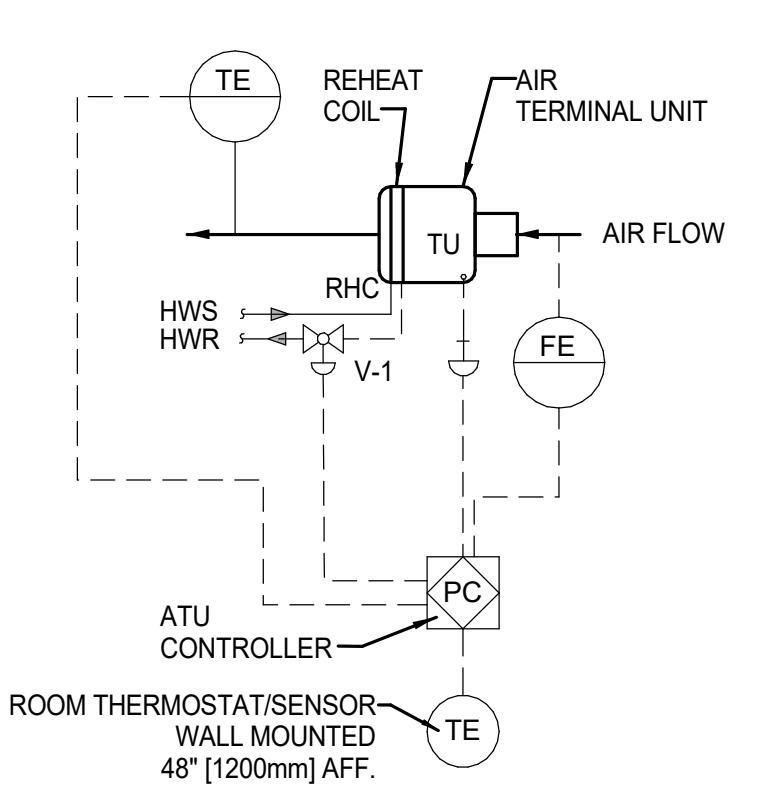 TE
REHEAT
COIL
AIR
TERMINAL UNIT
TU
AIR FLOW
RHC
HWS
HWR
V-1
FE
PC
ATU
CONTROLLER
ROOM THERMOSTAT/SENSOR
WALL MOUNTED
48" [1200mm] AFF.
TE